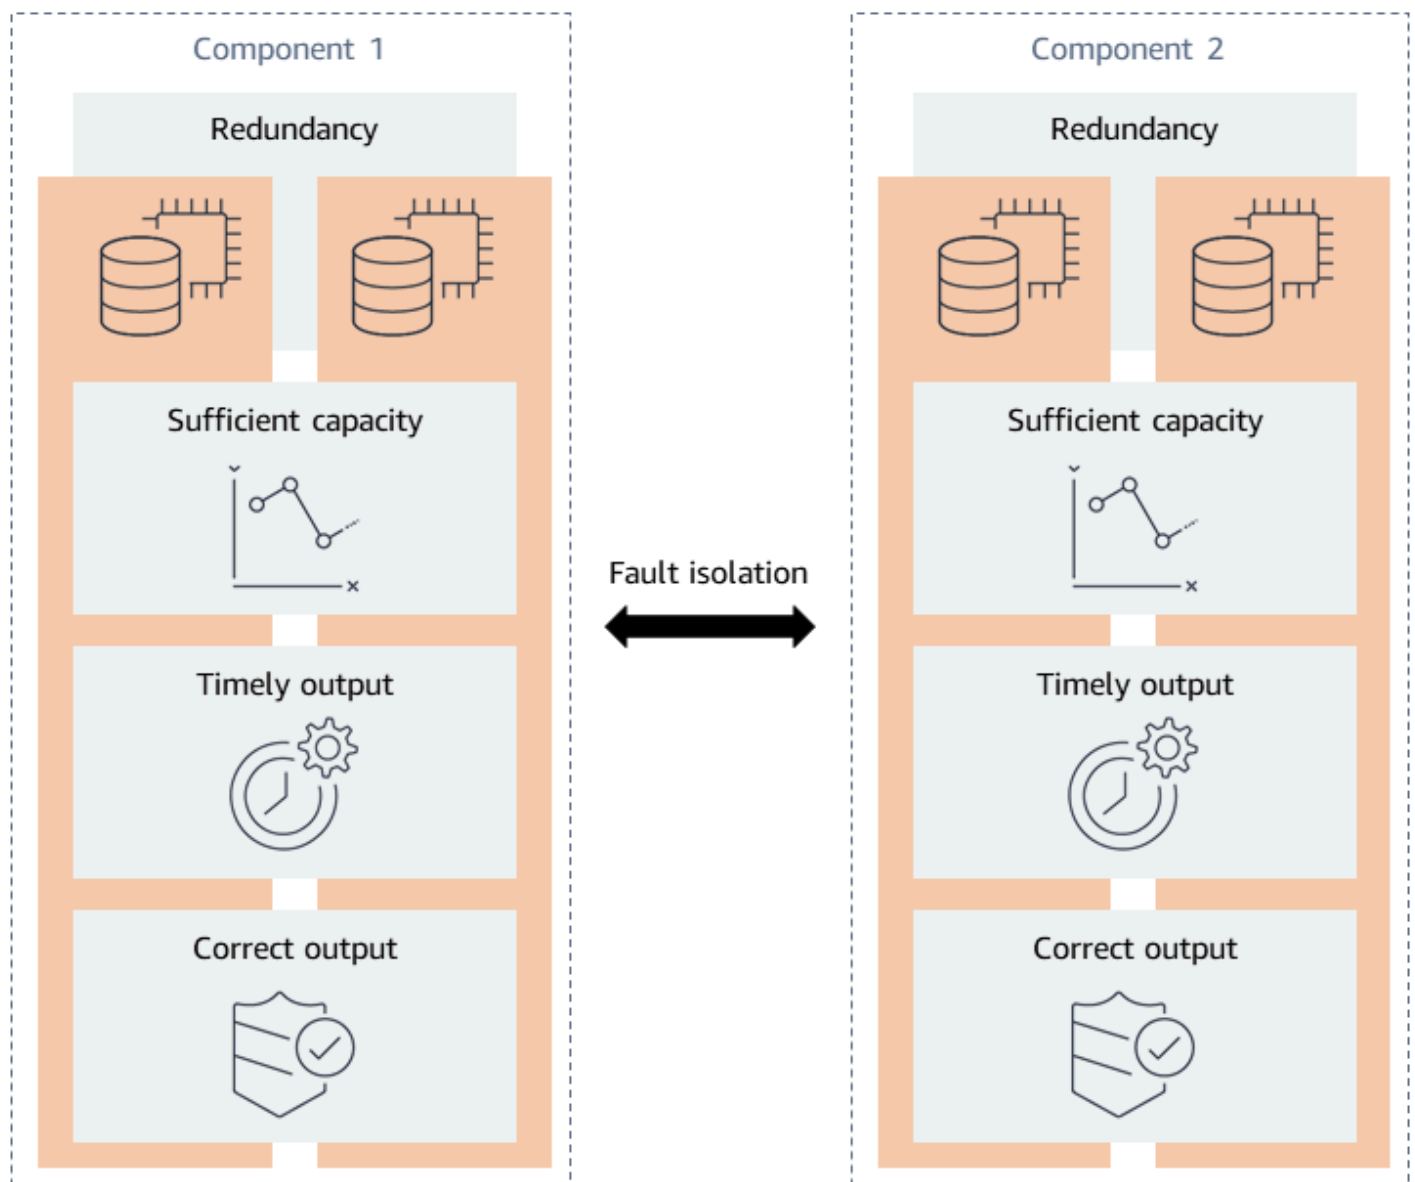 Component 1
Redundancy
Sufficient capacity
Timely output
Correct output
Fault isolation
Component 2
Redundancy
Sufficient capacity
Timely output
Correct output